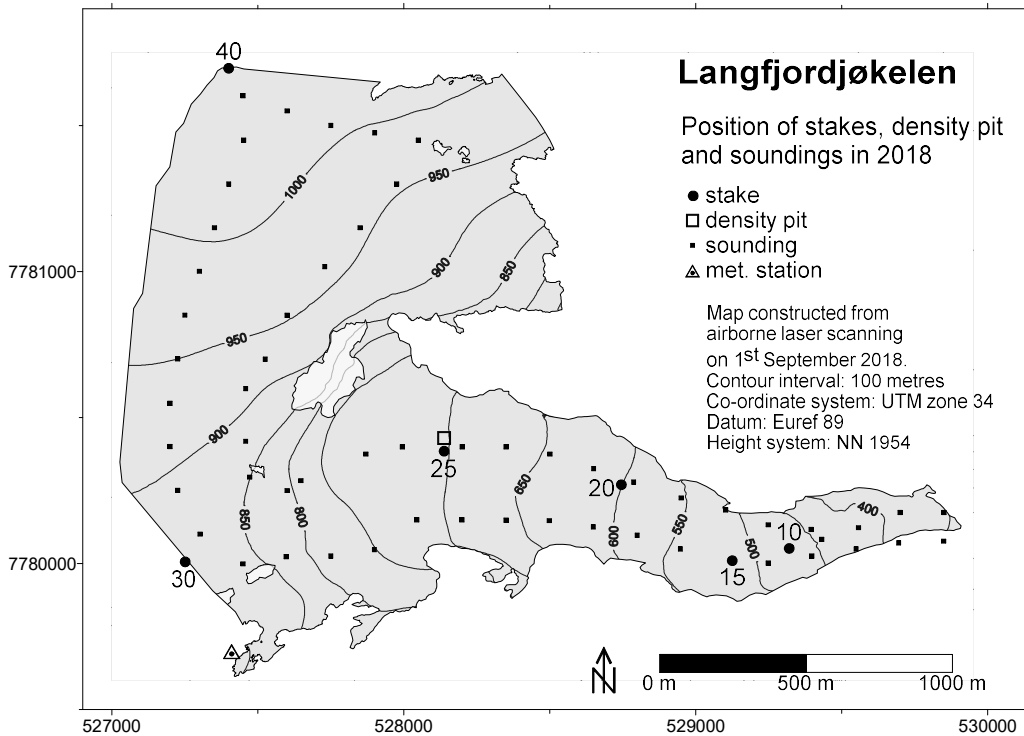 40
Langfjordjøkelen
Position of stakes, density pit
and soundings in 2018
stake
density pit
sounding
met. station
Map constructed from
airborne laser scanning
on 1st September 2018.
Contour interval: 100 metres
Co-ordinate system: UTM zone 34
Datum: Euref 89
Height system: NN 1954
1000
950
900
850
7781000
950
900
850
800
25
650
20
600
550
500
400
10
15
7780000
30
N
0 m
500 m
1000 m
527000
528000
529000
530000